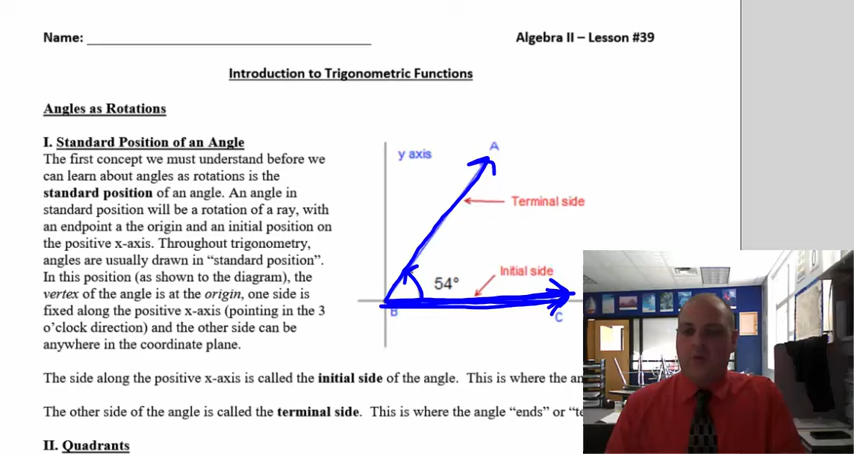 Name:
Algebra II – Lesson #39
Introduction to Trigonometric Functions
Angles as Rotations
I. Standard Position of an Angle
The first concept we must understand before we
can learn about angles as rotations is the
standard position of an angle. An angle in
standard position will be a rotation of a ray, with
an endpoint a the origin and an initial position on
the positive x-axis. Throughout trigonometry,
angles are usually drawn in “standard position”.
In this position (as shown to the diagram), the
vertex of the angle is at the origin, one side is
fixed along the positive x-axis (pointing in the 3
o’clock direction) and the other side can be
anywhere in the coordinate plane.
y axis
A
Terminal side
Initial side
54°
B
C
The side along the positive x-axis is called the initial side of the angle. This is where the an
The other side of the angle is called the terminal side. This is where the angle “ends” or “te
II. Quadrants